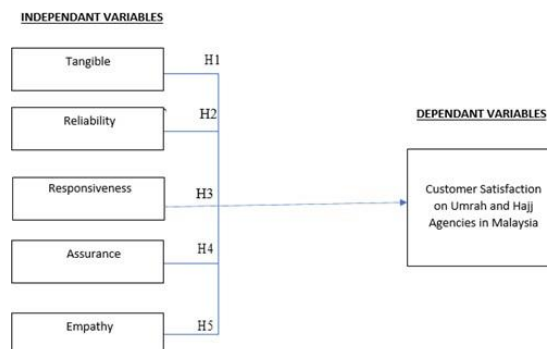 INDEPENDANT VARIABLES
Tangible
H1
Reliability
H2
DEPENDANT VARIABLES
Responsiveness
H3
Customer Satisfaction
on Umrah and Hajj
Agencies in Malaysia
Assurance
H4
Empathy
H5